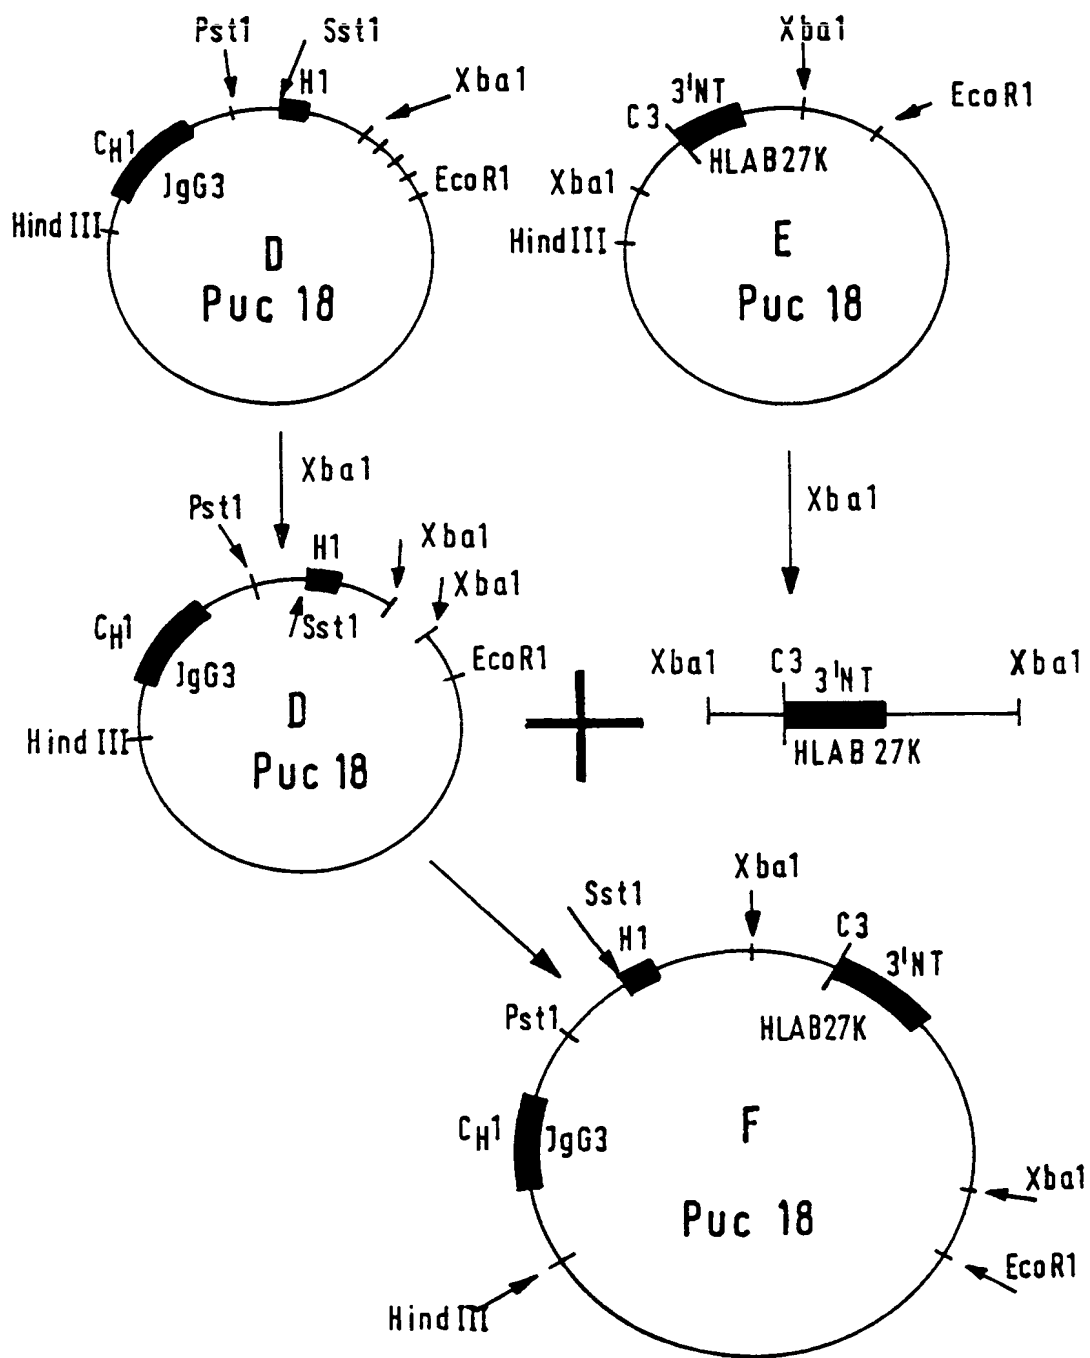 Pst1
Sst1
H1
Xba1
CH1
JgG3
EcoR1
Hind III
D
Puc 18
Xba1
3'NT
C3
EcoR1
HLAB27K
Xba1
Hind III
E
Puc 18
Xba1
Xba1
Pst1
H1
Xba1
Xba1
Sst1
CH1
JgG3
EcoR1
D
Hind III
Puc 18
Xba1
C3
3'NT
Xba1
HLAB 27K
Xba1
Sst1
H1
C3
3'NT
Pst1
HLAB27K
CH1
JgG3
F
Xba1
Puc 18
EcoR1
Hind III